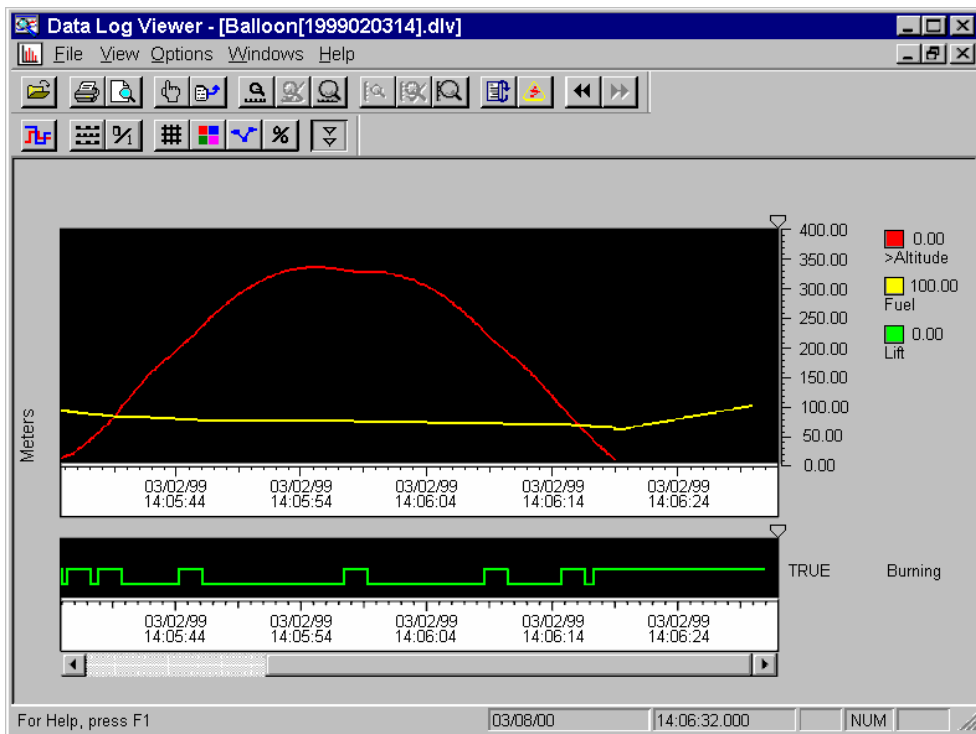 Data Log Viewer - [Balloon[1999020314].dlv]
File View Options Windows Help
0/1 %
400.00
350.00
300.00
250.00
200.00
150.00
100.00
50.00
0.00
0.00
>Altitude
100.00
Fuel
0.00
Lift
Meters
03/02/99 03/02/99 03/02/99 03/02/99 03/02/99
14:05:44 14:05:54 14:06:04 14:06:14 14:06:24
TRUE Burning
03/02/99 03/02/99 03/02/99 03/02/99 03/02/99
14:05:44 14:05:54 14:06:04 14:06:14 14:06:24
For Help, press F1 03/08/00 14:06:32.000 NUM